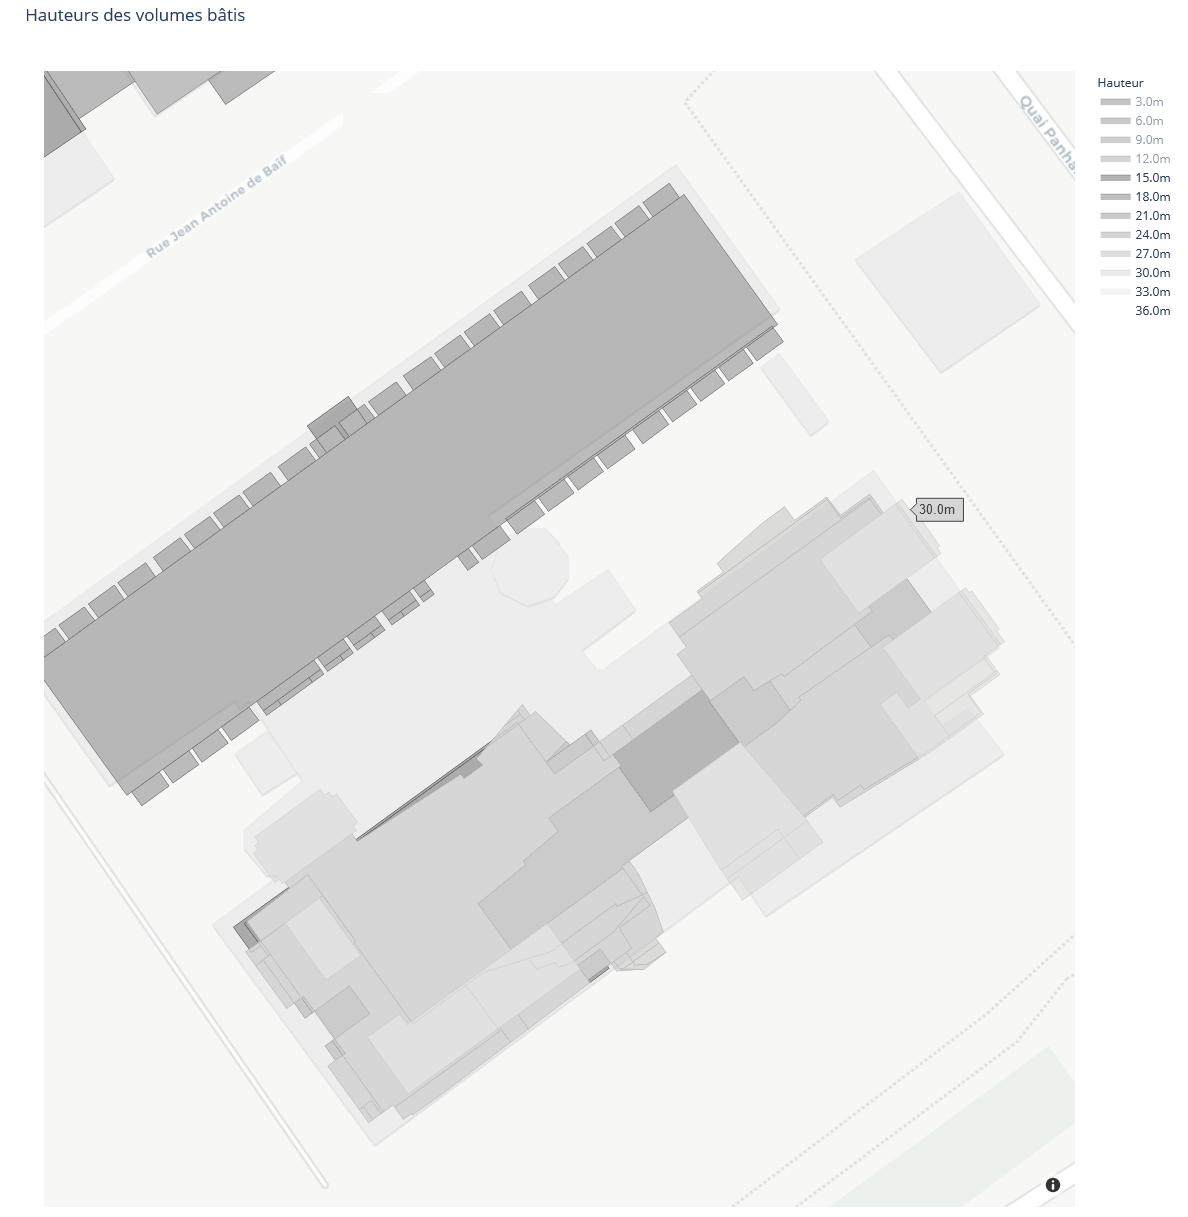 Hauteurs des volumes bâtis
Hauteur
3.0m
6.0m
9.0m
12.0m
15.0m
18.0m
21.0m
24.0m
27.0m
30.0m
33.0m
36.0m
Quai Panha
Rue Jean Antoine de Baïf
30.0m